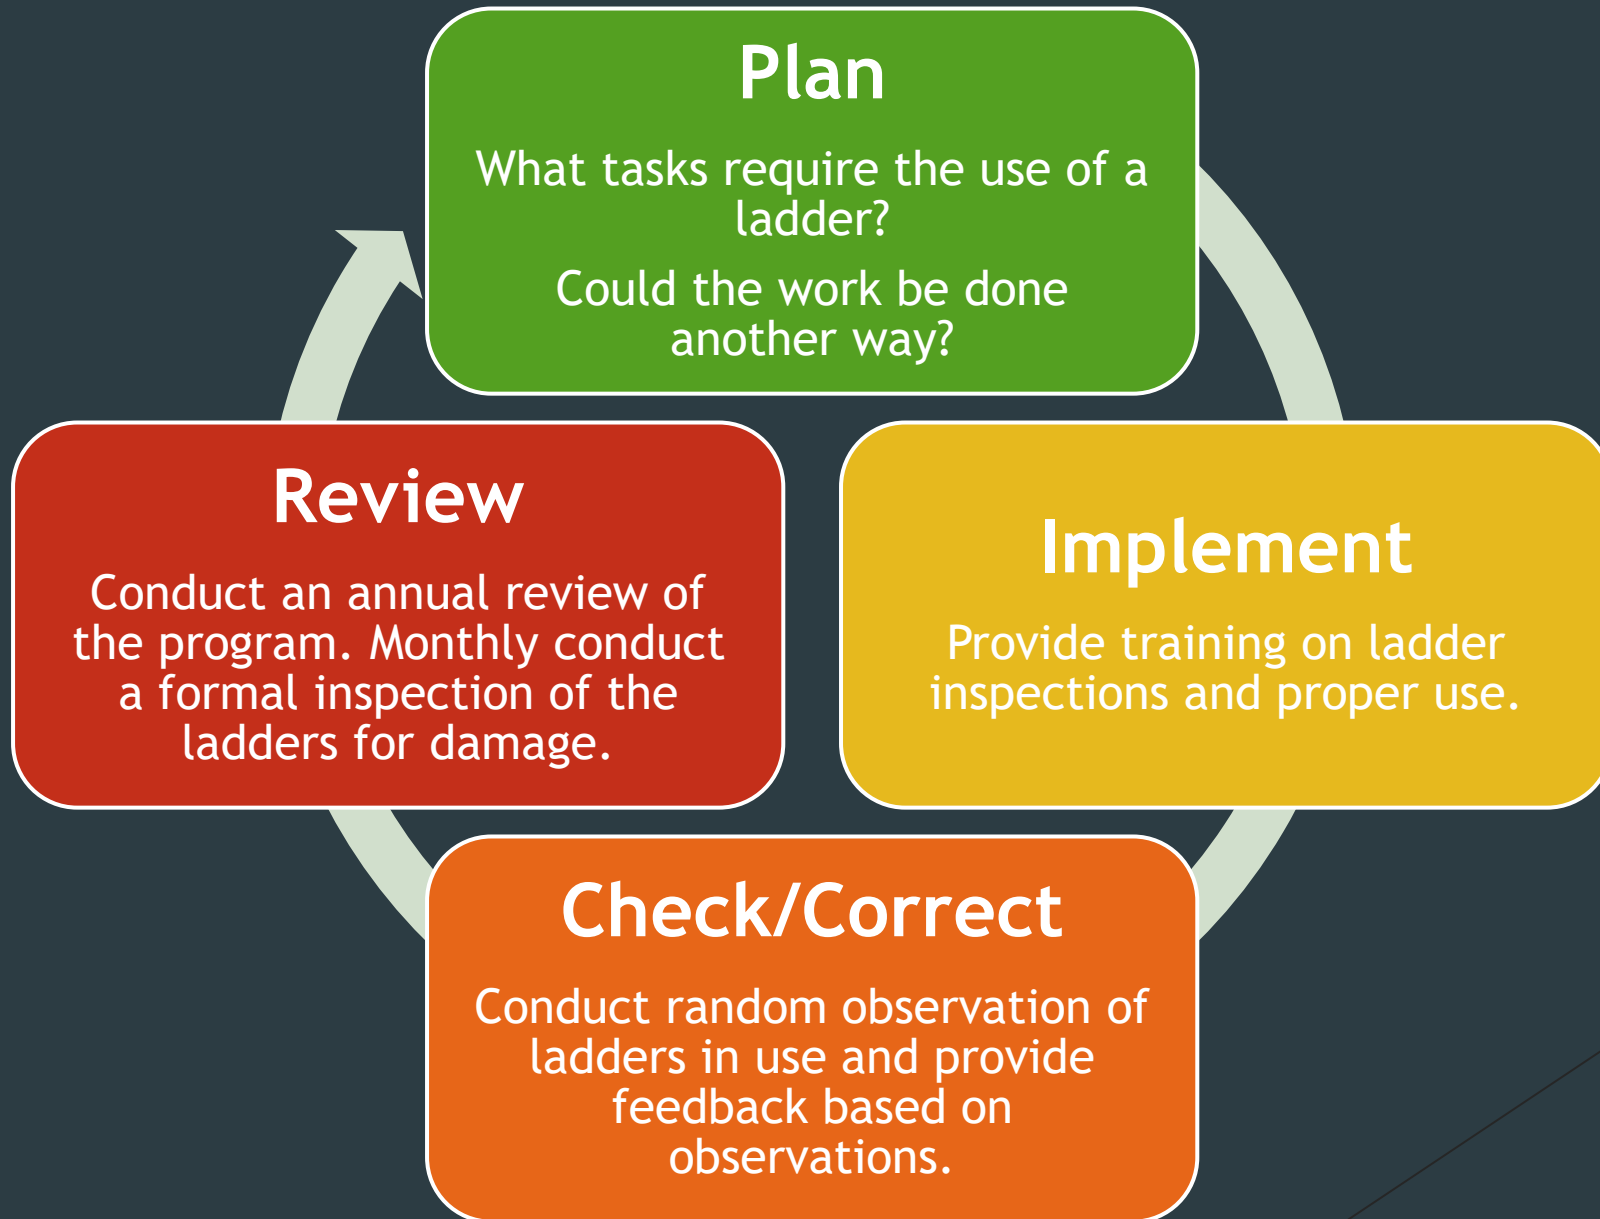 Plan
What tasks require the use of a
ladder?
Could the work be done
another way?
Implement
Provide training on ladder
inspections and proper use.
Check/Correct
Conduct random observation of
ladders in use and provide
feedback based on
observations.
Review
Conduct an annual review of
the program. Monthly conduct
a formal inspection of the
ladders for damage.